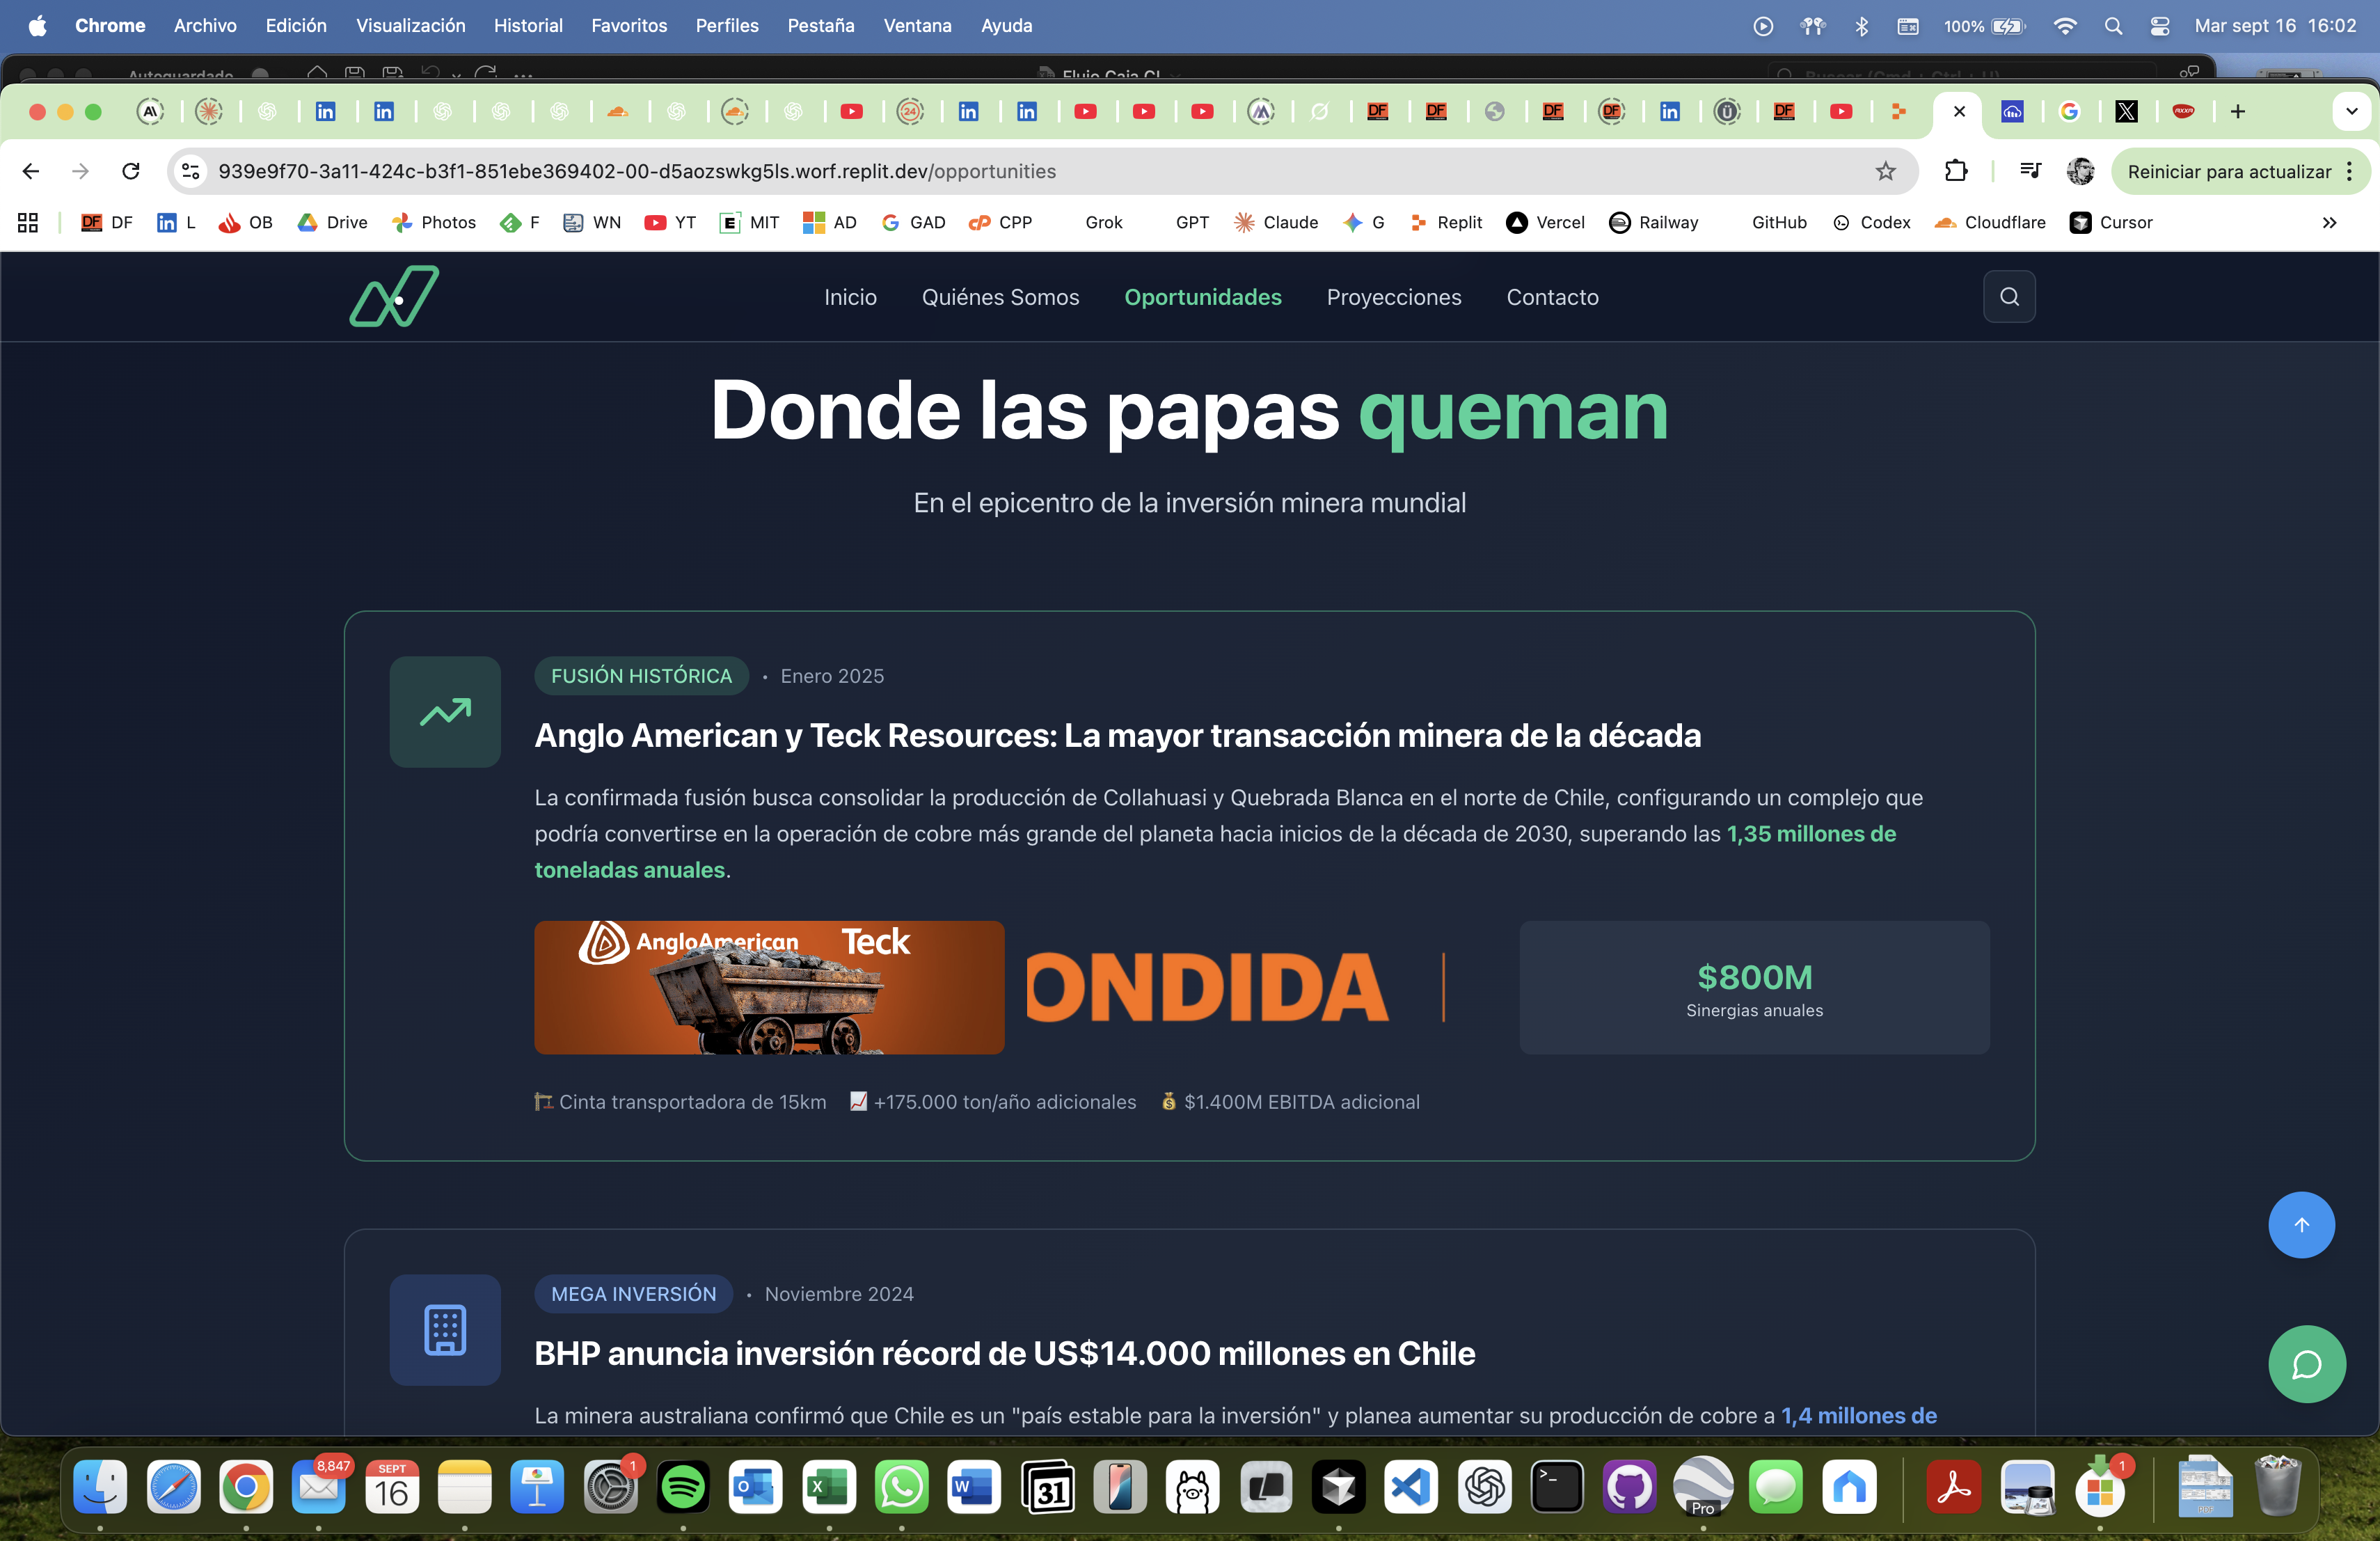 Chrome Archivo Edición Visualización Historial Favoritos Perfiles Pestaña Ventana Ayuda
100% Mar sept 16 16:02
Autoguardado Flujo Caja CL Buscar (Cmd + Ctrl + U)
939e9f70-3a11-424c-b3f1-851ebe369402-00-d5aozswkg5ls.worf.replit.dev/opportunities
Reiniciar para actualizar
DF L OB Drive Photos F WN YT MIT AD GAD CPP Grok GPT Claude G Replit Vercel Railway GitHub Codex Cloudflare Cursor
Inicio Quiénes Somos Oportunidades Proyecciones Contacto
Donde las papas queman
En el epicentro de la inversión minera mundial
FUSIÓN HISTÓRICA • Enero 2025
Anglo American y Teck Resources: La mayor transacción minera de la década
La confirmada fusión busca consolidar la producción de Collahuasi y Quebrada Blanca en el norte de Chile, configurando un complejo que
podría convertirse en la operación de cobre más grande del planeta hacia inicios de la década de 2030, superando las 1,35 millones de
toneladas anuales.
AngloAmerican Teck
ONDIDA
$800M
Sinergias anuales
Cinta transportadora de 15km +175.000 ton/año adicionales $1.400M EBITDA adicional
MEGA INVERSIÓN • Noviembre 2024
BHP anuncia inversión récord de US$14.000 millones en Chile
La minera australiana confirmó que Chile es un "país estable para la inversión" y planea aumentar su producción de cobre a 1,4 millones de
8,847
SEPT
16
1
31
Pro
1
PDF